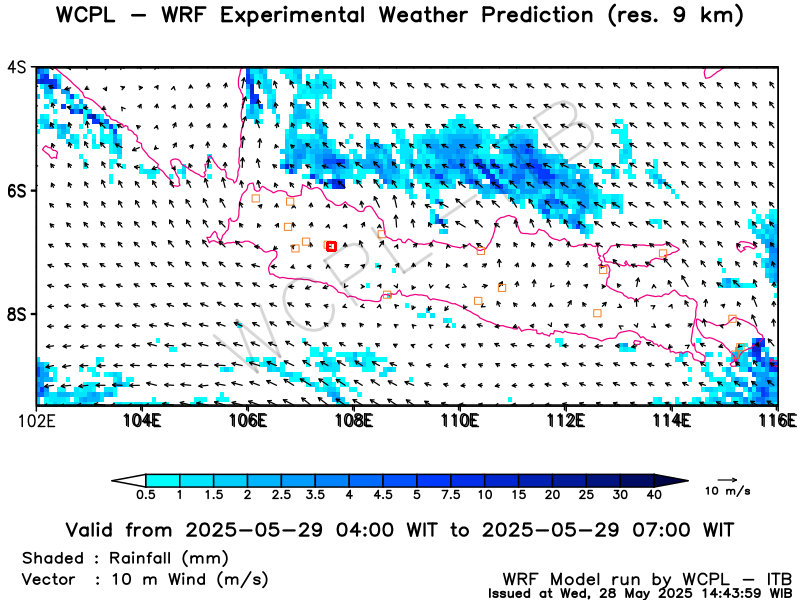 WCPL – WRF Experimental Weather Prediction (res. 9 km)
WCPL-ITB
4S
6S
8S
102E 104E 106E 108E 110E 112E 114E 116E
0.5 1 1.5 2 2.5 3.5 4 4.5 5 7.5 10 15 20 25 30 40
10 m/s
Valid from 2025-05-29 04:00 WIT to 2025-05-29 07:00 WIT
Shaded : Rainfall (mm)
Vector : 10 m Wind (m/s)
WRF Model run by WCPL – ITB
Issued at Wed, 28 May 2025 14:43:59 WIB